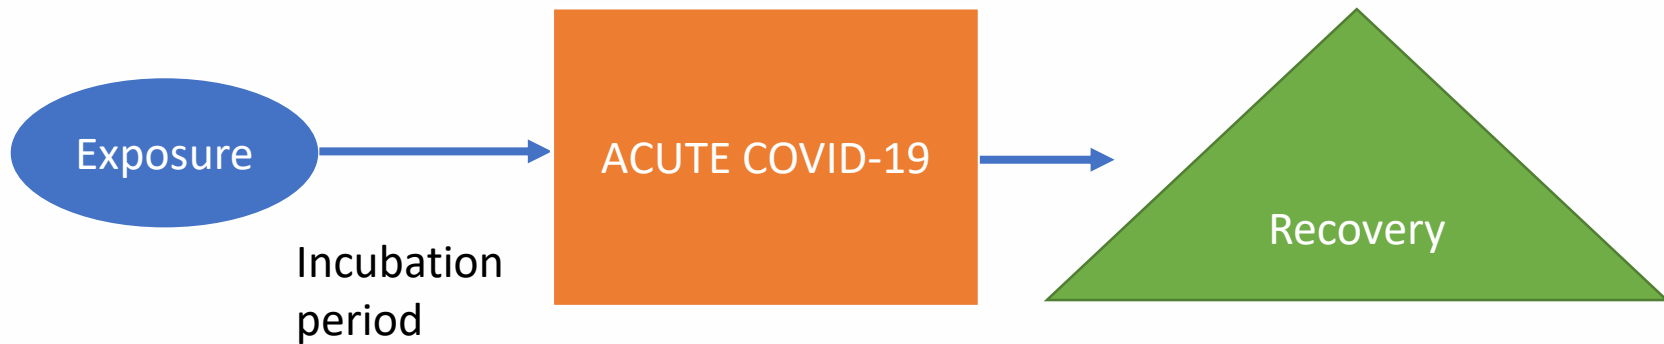 Exposure
Incubation
period
ACUTE COVID-19
Recovery